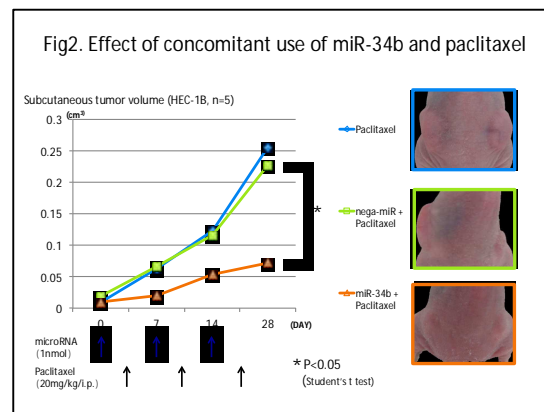 Fig2. Effect of concomitant use of miR-34b and paclitaxel
Subcutaneous tumor volume (HEC-1B, n=5)
(cm³)
0.3
0.25
0.2
0.15
0.1
0.05
0
0 7 14 28 (DAY)
*
Paclitaxel
nega-miR +
Paclitaxel
miR-34b +
Paclitaxel
microRNA
(1nmol)
Paclitaxel
(20mg/kg/i.p.)
* P<0.05
(Student's t test)